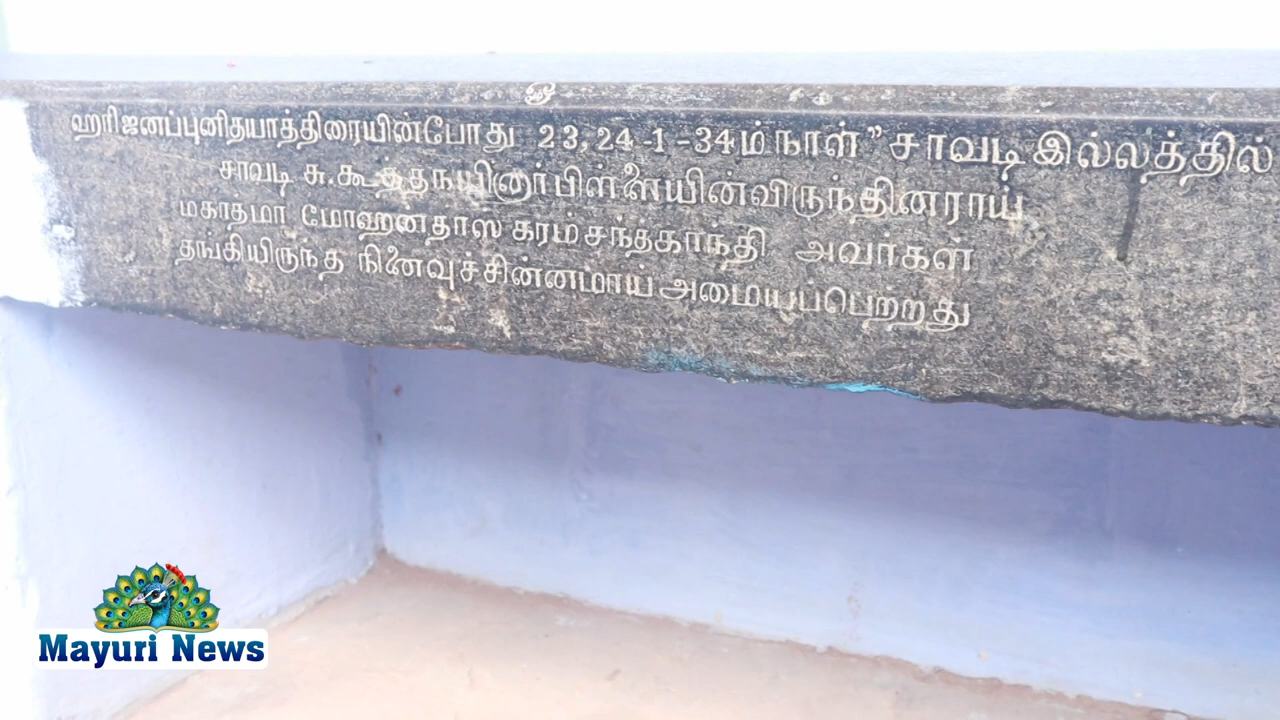 ஸ்ரீ
ஹரிஜனப்புனிதயாத்திரையின்போது 23, 24-1-34ம்நாள் "சாவடி இல்லத்தில்
சாவடி சு.கூத்தநயினார்பிள்ளையின்விருந்தினராய்
மகாத்மா மோஹனதாஸ கரம்சந்த்காந்தி அவர்கள்
தங்கியிருந்த நினைவுச்சின்னமாய் அமையப்பெற்றது
Mayuri News